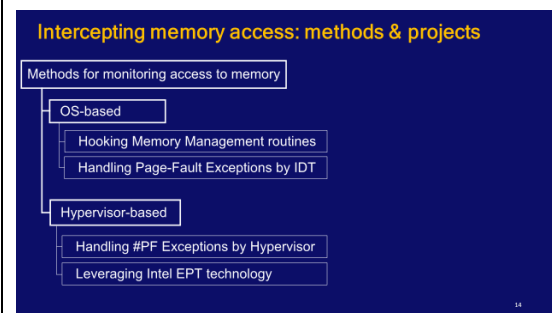 Intercepting memory access: methods & projects
Methods for monitoring access to memory
OS-based
Hooking Memory Management routines
Handling Page-Fault Exceptions by IDT
Hypervisor-based
Handling #PF Exceptions by Hypervisor
Leveraging Intel EPT technology
14